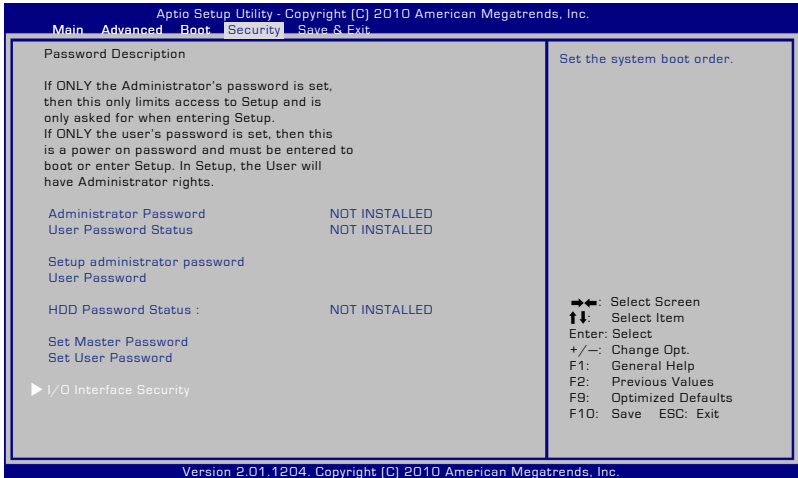 Aptio Setup Utility - Copyright (C) 2010 American Megatrends, Inc.
Main Advanced Boot Security Save & Exit
Password Description
If ONLY the Administrator's password is set,
then this only limits access to Setup and is
only asked for when entering Setup.
If ONLY the user's password is set, then this
is a power on password and must be entered to
boot or enter Setup. In Setup, the User will
have Administrator rights.
Administrator Password NOT INSTALLED
User Password Status NOT INSTALLED
Setup administrator password
User Password
HDD Password Status : NOT INSTALLED
Set Master Password
Set User Password
I/O Interface Security
Set the system boot order.
→←: Select Screen
↑↓: Select Item
Enter: Select
+/—: Change Opt.
F1: General Help
F2: Previous Values
F9: Optimized Defaults
F10: Save ESC: Exit
Version 2.01.1204. Copyright (C) 2010 American Megatrends, Inc.